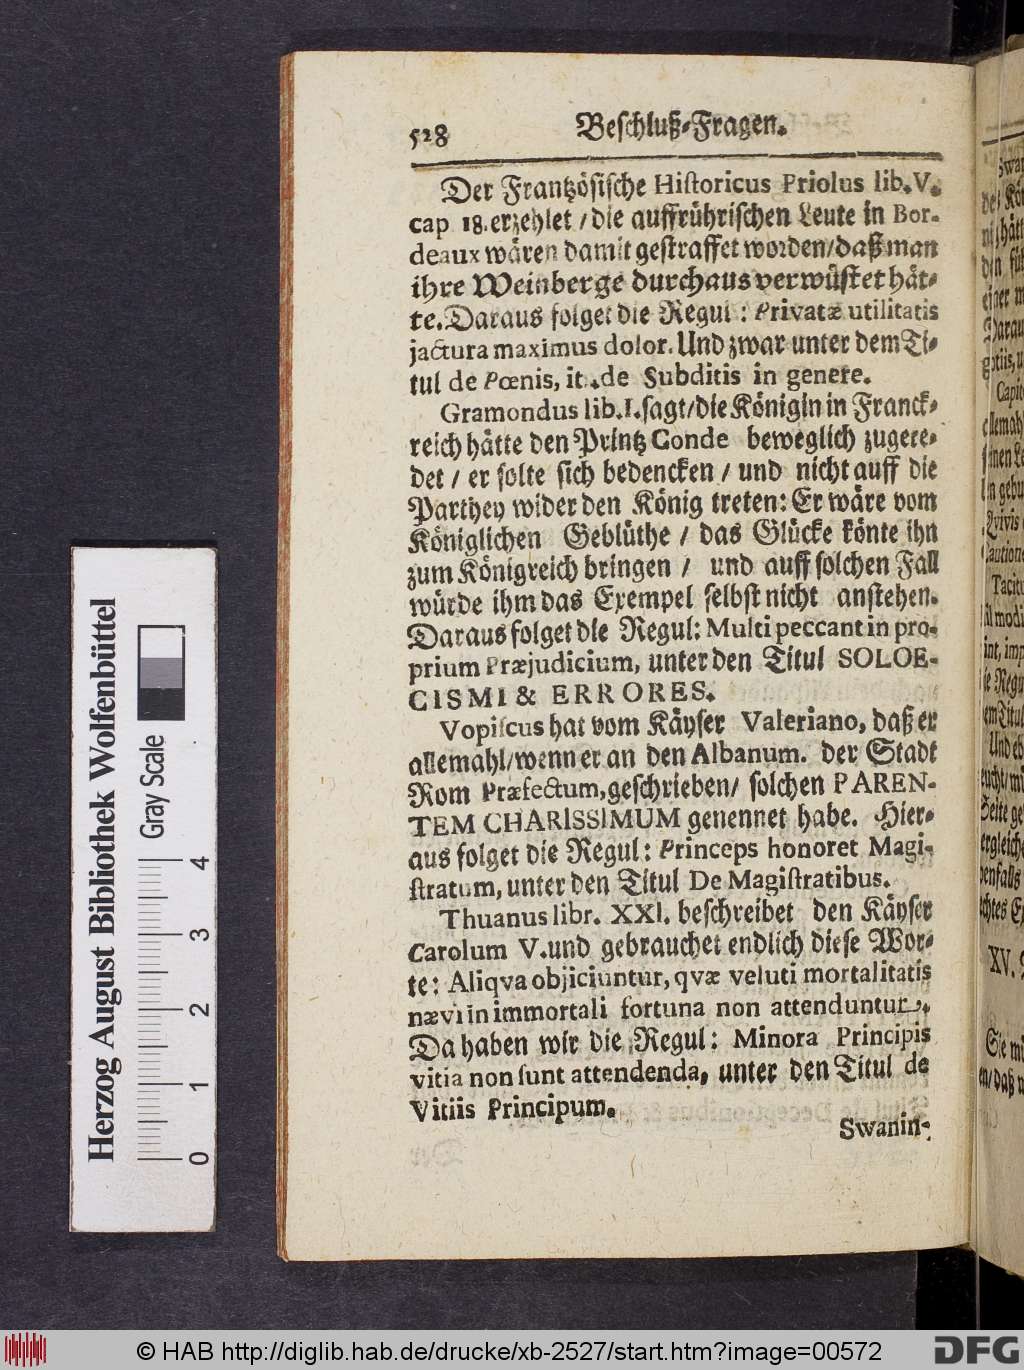 528 Beschluß-Fragen.
Der Frantzösische Historicus Priolus lib. V.
cap 18. erzehlet / die auffrührischen Leute in Bor-
deaux wären damit gestraffet worden / daß man
ihre Weinberge durchaus verwüstet hät-
te. Daraus folget die Regul : Privatæ utilitatis
jactura maximus dolor. Und zwar unter dem Ti-
tul de Pœnis, it. de Subditis in genere.
Gramondus lib. I. sagt / die Königin in Franck-
reich hätte den Printz Conde beweglich zugere-
det / er solte sich bedencken / und nicht auff die
Parthey wider den König treten: Er wäre vom
Königlichen Geblüthe / das Glücke könte ihn
zum Königreich bringen / und auff solchen Fall
würde ihm das Exempel selbst nicht anstehen.
Daraus folget die Regul: Multi peccant in pro-
prium Præjudicium, unter den Titul SOLOE-
CISMI & ERRORES.
Vopiscus hat vom Käyser Valeriano, daß er
allemahl / wenn er an den Albanum. der Stadt
Rom Præfectum, geschrieben / solchen PAREN-
TEM CHARISSIMUM genennet habe. Hier-
aus folget die Regul: Princeps honoret Magi-
stratum, unter den Titul De Magistratibus.
Thuanus libr. XXI. beschreibet den Käyser
Carolum V. und gebrauchet endlich diese Wor-
te: Aliqva objiciuntur, qvæ veluti mortalitatis
nævi in immortali fortuna non attenduntur.
Da haben wir die Regul: Minora Principis
vitia non sunt attendenda, unter den Titul de
Vitiis Principum.
Swanin-
Herzog August Bibliothek Wolfenbüttel
Gray Scale
0 1 2 3 4
© HAB http://diglib.hab.de/drucke/xb-2527/start.htm?image=00572
DFG